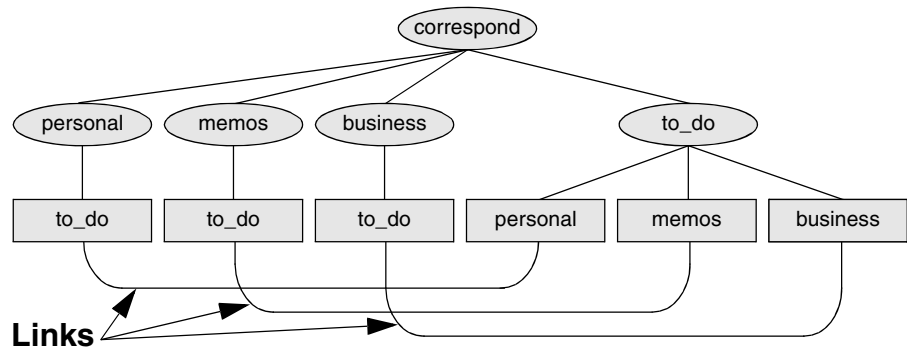 correspond
personal memos business to_do
to_do to_do to_do personal memos business
Links